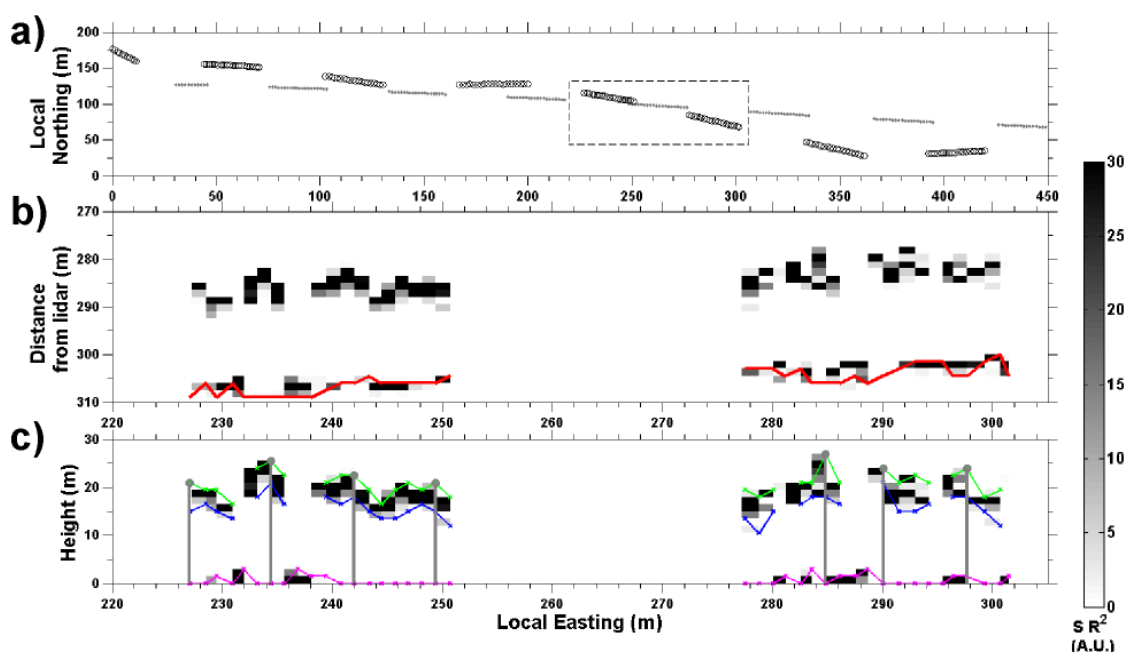 a)
Local
Northing (m)
200
150
100
50
0
0 50 100 150 200 250 300 350 400 450
b)
Distance
from lidar (m)
270
280
290
300
310
220 230 240 250 260 270 280 290 300
c)
Height (m)
30
20
10
0
220 230 240 250 260 270 280 290 300
Local Easting (m)
30
25
20
15
10
5
0
S R²
(A.U.)